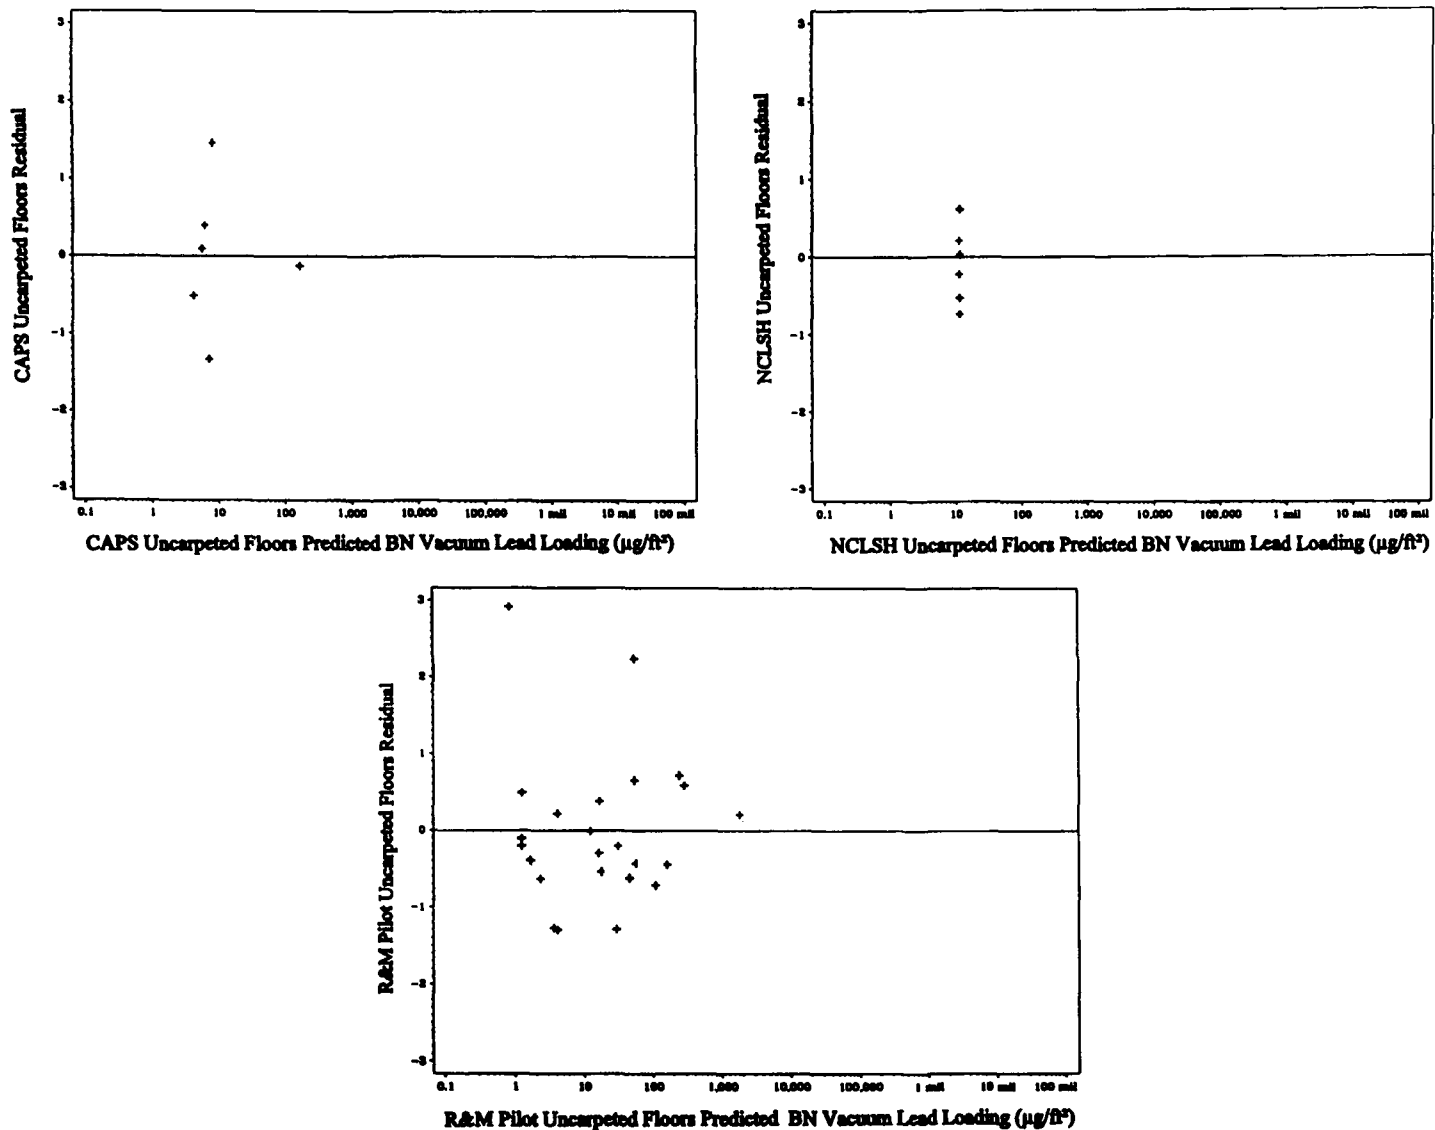 3
2
1
0
-1
-2
-3
0.1 1 10 100 1,000 10,000 100,000 1 mil 10 mil 100 mil
CAPS Uncarpeted Floors Residual
CAPS Uncarpeted Floors Predicted BN Vacuum Lead Loading (µg/ft²)
3
2
1
0
-1
-2
-3
0.1 1 10 100 1,000 10,000 100,000 1 mil 10 mil 100 mil
NCLSH Uncarpeted Floors Residual
NCLSH Uncarpeted Floors Predicted BN Vacuum Lead Loading (µg/ft²)
3
2
1
0
-1
-2
-3
0.1 1 10 100 1,000 10,000 100,000 1 mil 10 mil 100 mil
R&M Pilot Uncarpeted Floors Residual
R&M Pilot Uncarpeted Floors Predicted BN Vacuum Lead Loading (µg/ft²)